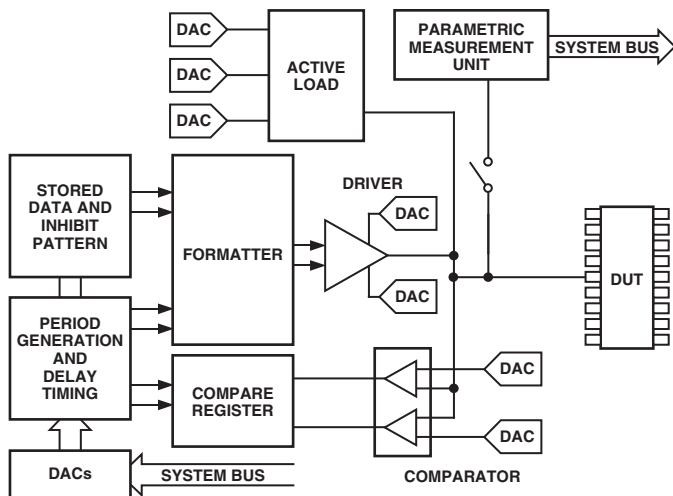 DAC
DAC
DAC
ACTIVE
LOAD
PARAMETRIC
MEASUREMENT
UNIT
SYSTEM BUS
STORED
DATA AND
INHIBIT
PATTERN
FORMATTER
DRIVER
DAC
DAC
DUT
PERIOD
GENERATION
AND
DELAY
TIMING
COMPARE
REGISTER
DAC
DAC
COMPARATOR
DACs
SYSTEM BUS